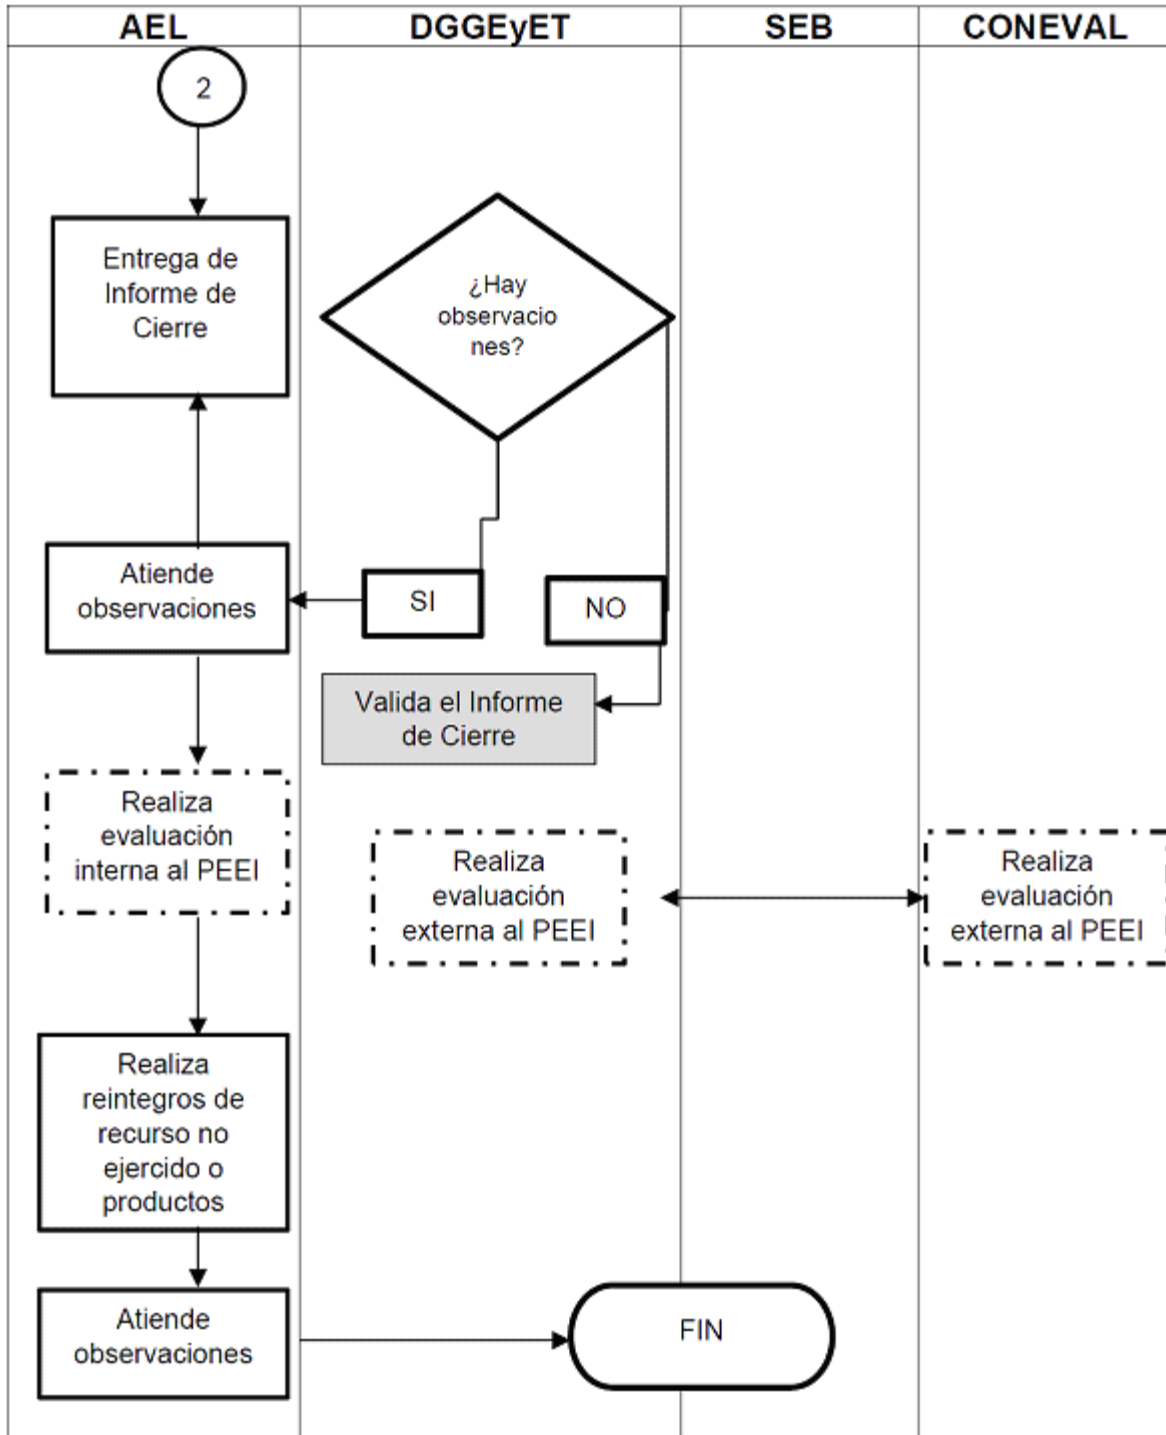 AEL DGGEyET SEB CONEVAL
2
Entrega de
Informe de
Cierre
¿Hay
observacio
nes?
Atiende
observaciones
SI
NO
Valida el Informe
de Cierre
Realiza
evaluación
interna al PEEI
Realiza
evaluación
externa al PEEI
Realiza
evaluación
externa al PEEI
Realiza
reintegros de
recurso no
ejercido o
productos
Atiende
observaciones
FIN